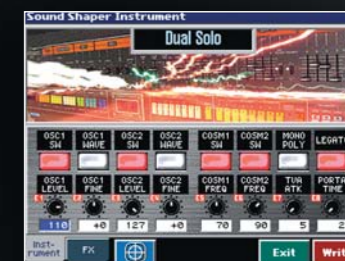 Sound Shaper Instrument
Dual Solo
OSC1 SW OSC1 WAVE OSC2 SW OSC2 WAVE COSM1 SW COSM2 SW MONO POLY LEGATO
OSC1 LEVEL OSC1 FINE OSC2 LEVEL OSC2 FINE COSM1 FREQ COSM2 FREQ TVA ATK PORTA TIME
110 +0 127 +0 70 90 5
Inst- rument FX Exit Writ